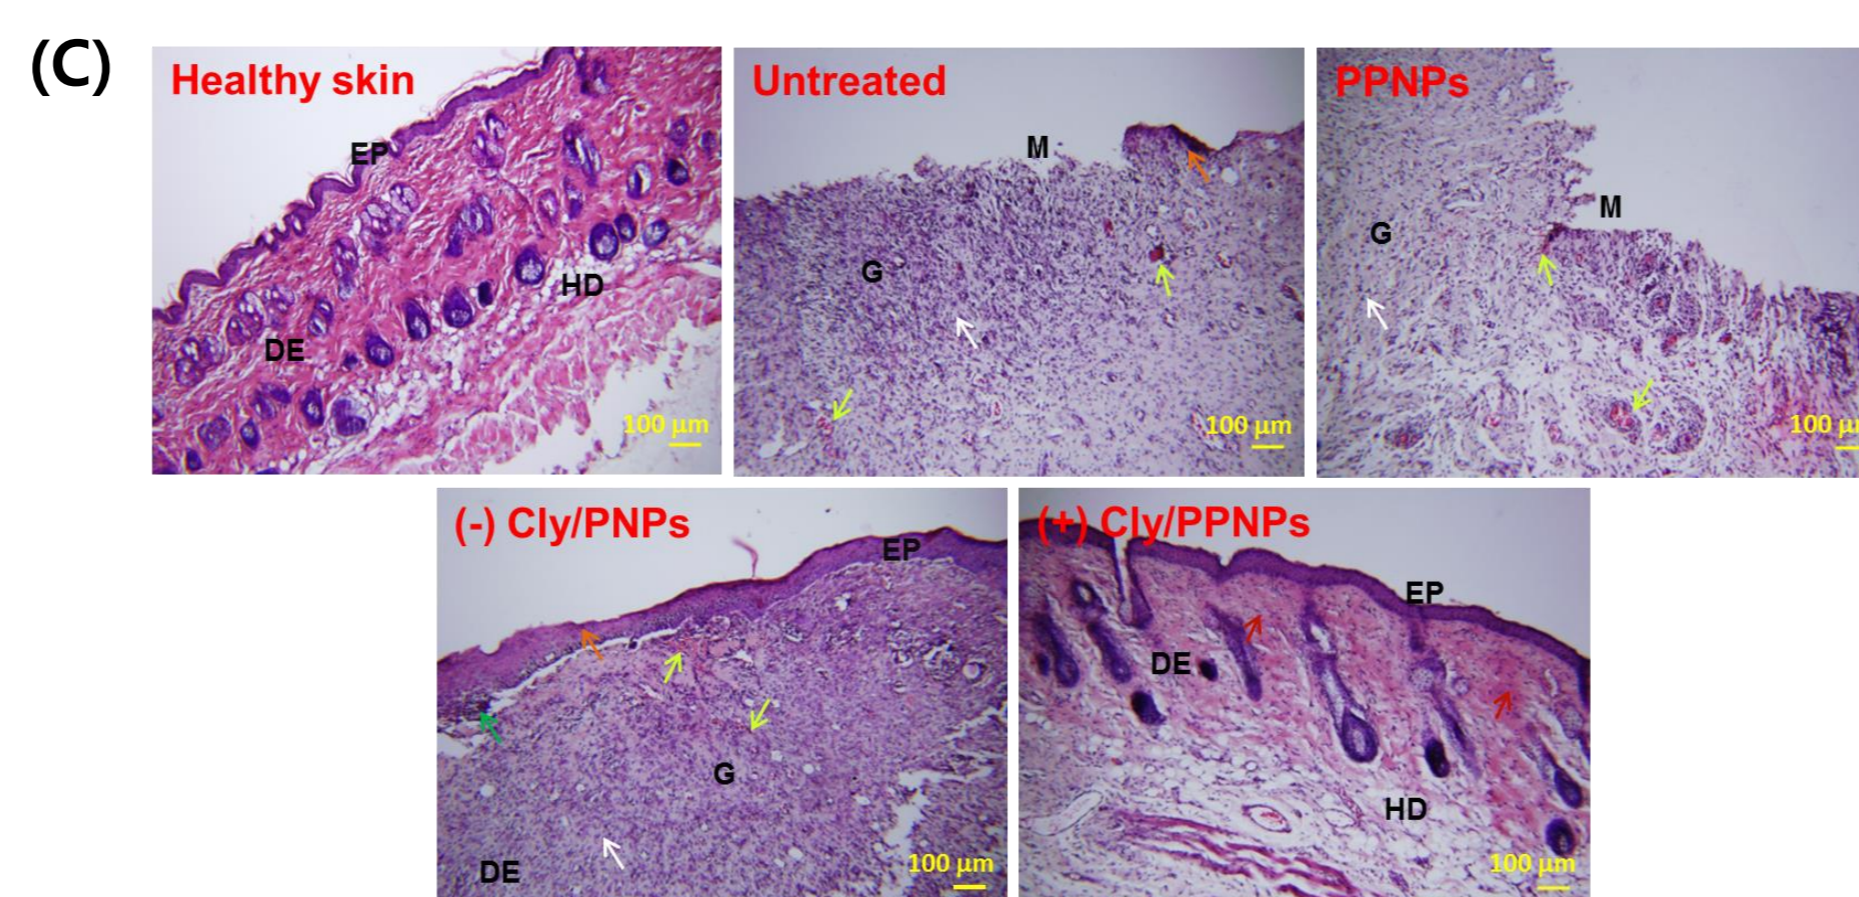 (C)
Healthy skin
EP
HD
DE
100 µm
Untreated
M
G
100 µm
PPNPs
M
G
100 µ
(-) Cly/PNPs
EP
G
DE
100 µm
(+) Cly/PPNPs
EP
DE
HD
100 µm